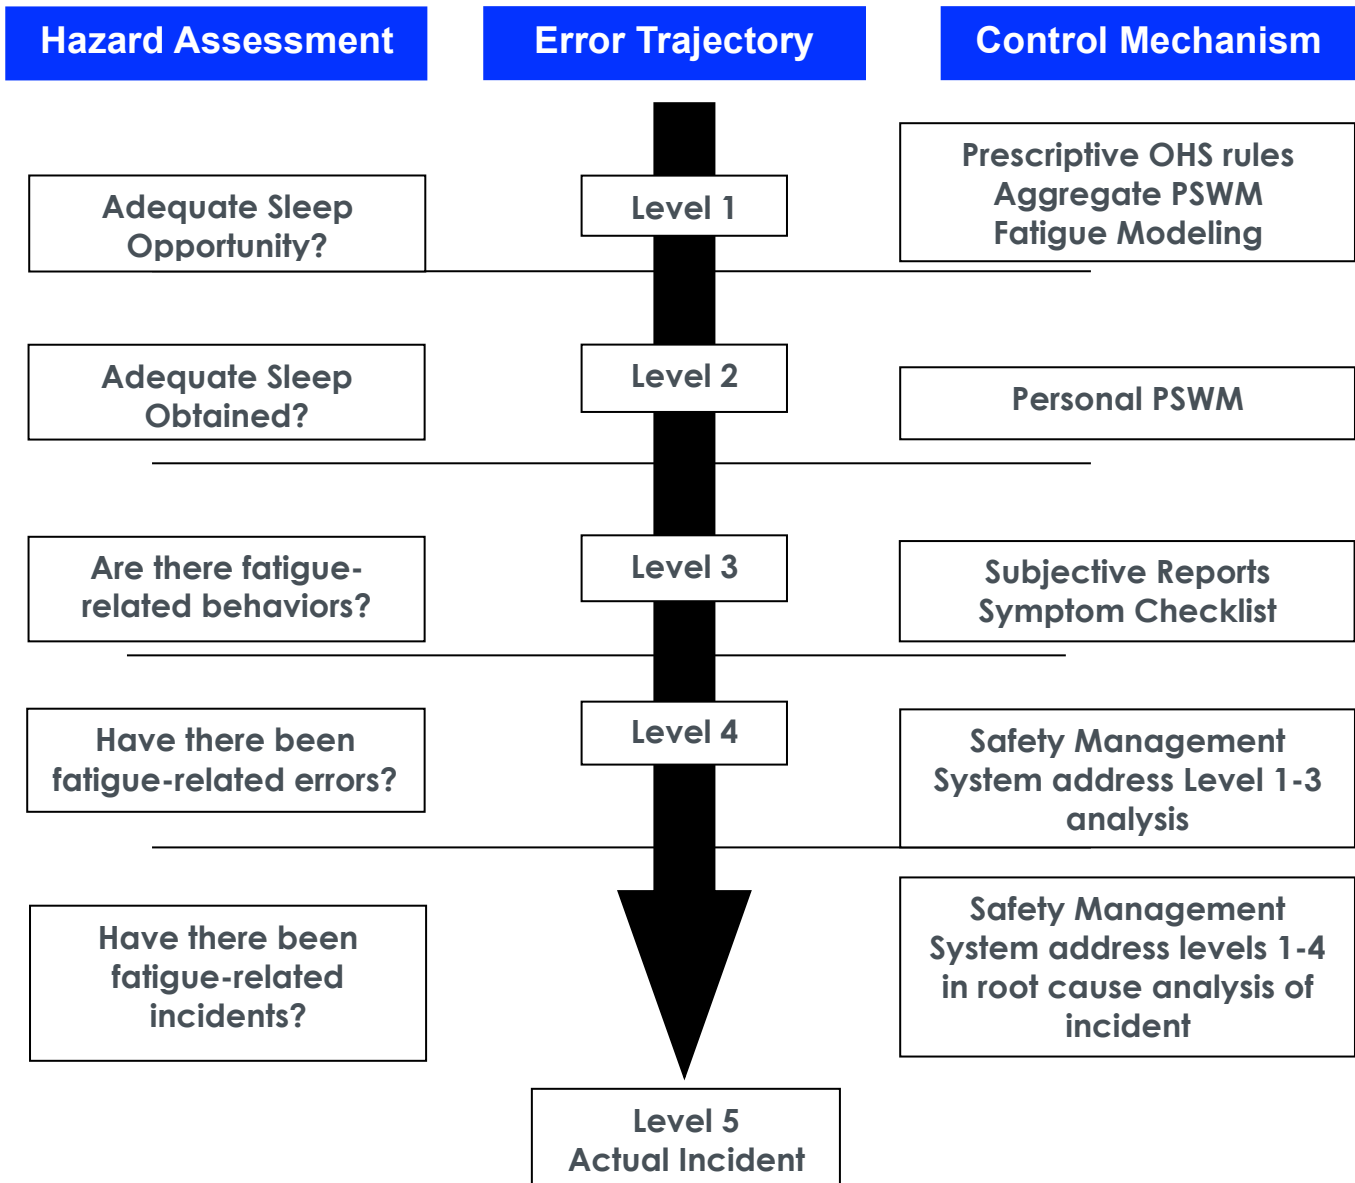 Hazard Assessment
Error Trajectory
Control Mechanism
Adequate Sleep
Opportunity?
Level 1
Prescriptive OHS rules
Aggregate PSWM
Fatigue Modeling
Adequate Sleep
Obtained?
Level 2
Personal PSWM
Are there fatigue-
related behaviors?
Level 3
Subjective Reports
Symptom Checklist
Have there been
fatigue-related errors?
Level 4
Safety Management
System address Level 1-3
analysis
Have there been
fatigue-related
incidents?
Safety Management
System address levels 1-4
in root cause analysis of
incident
Level 5
Actual Incident